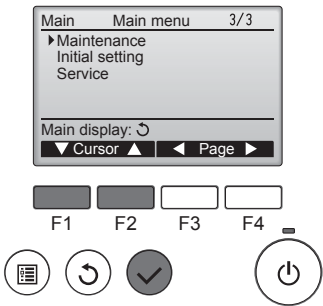 Main Main menu 3/3
Maintenance
Initial setting
Service
Main display:
Cursor Page
F1 F2 F3 F4